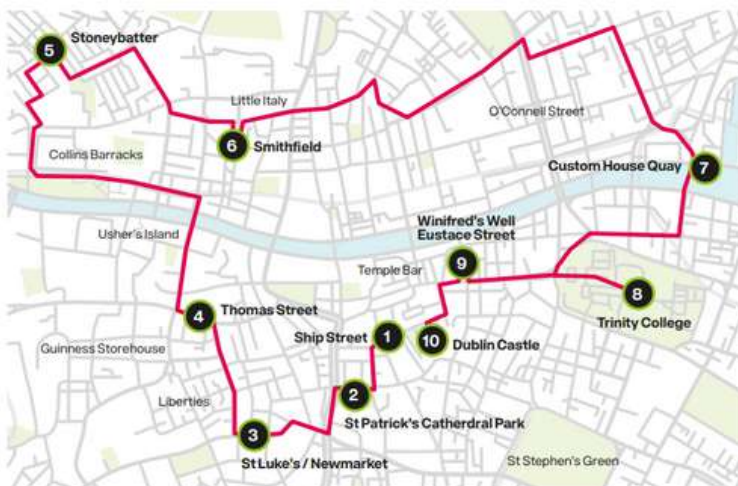 5
Stoneybatter
Little Italy
O'Connell Street
6
Smithfield
Collins Barracks
Custom House Quay
7
Winifred's Well
Eustace Street
Usher's Island
Temple Bar
9
8
Trinity College
4
Thomas Street
Ship Street
1
10
Dublin Castle
Guinness Storehouse
2
Liberties
St Patrick's Catherdral Park
3
St Luke's / Newmarket
St Stephen's Green